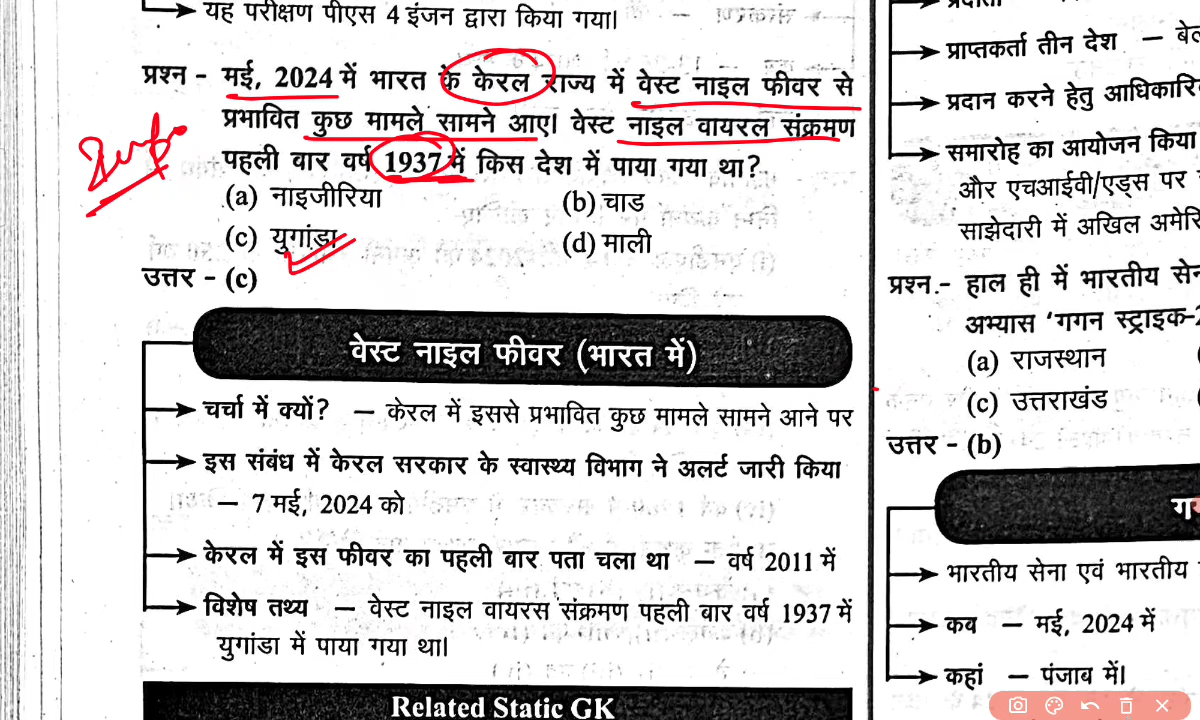 यह परीक्षण पीएस 4 इंजन द्वारा किया गया।
प्रश्न - मई, 2024 में भारत के केरल राज्य में वेस्ट नाइल फीवर से
प्रभावित कुछ मामले सामने आए। वेस्ट नाइल वायरल संक्रमण
पहली बार वर्ष 1937 में किस देश में पाया गया था?
(a) नाइजीरिया (b) चाड
(c) युगांडा (d) माली
उत्तर - (c)
वेस्ट नाइल फीवर (भारत में)
चर्चा में क्यों? – केरल में इससे प्रभावित कुछ मामले सामने आने पर
इस संबंध में केरल सरकार के स्वास्थ्य विभाग ने अलर्ट जारी किया
– 7 मई, 2024 को
केरल में इस फीवर का पहली बार पता चला था – वर्ष 2011 में
विशेष तथ्य – वेस्ट नाइल वायरस संक्रमण पहली बार वर्ष 1937 में
युगांडा में पाया गया था।
Related Static GK
प्राप्तकर्ता तीन देश –
प्रदान करने हेतु
समारोह का आयोजन किया
और एचआईवी/एड्स पर
साझेदारी में अखिल
प्रश्न.- हाल ही में भारतीय
अभ्यास ‘गगन स्ट्राइक-
(a) राजस्थान
(c) उत्तराखंड
उत्तर - (b)
भारतीय सेना एवं भारतीय
कब – मई, 2024 में
कहां – पंजाब में।